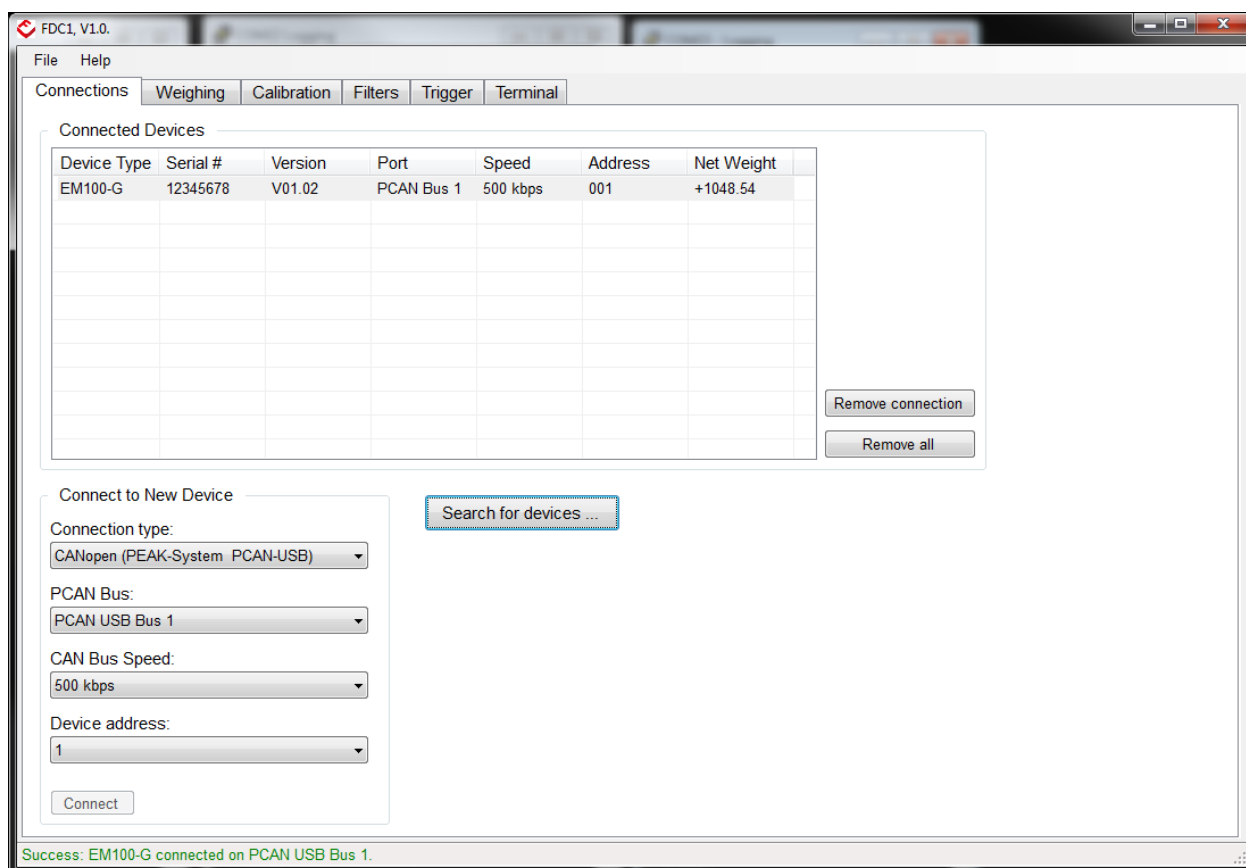 FDC1, V1.0.
File Help
Connections Weighing Calibration Filters Trigger Terminal
Connected Devices
Device Type Serial # Version Port Speed Address Net Weight
EM100-G 12345678 V01.02 PCAN Bus 1 500 kbps 001 +1048.54
Remove connection
Remove all
Connect to New Device
Search for devices ...
Connection type:
CANopen (PEAK-System PCAN-USB)
PCAN Bus:
PCAN USB Bus 1
CAN Bus Speed:
500 kbps
Device address:
1
Connect
Success: EM100-G connected on PCAN USB Bus 1.